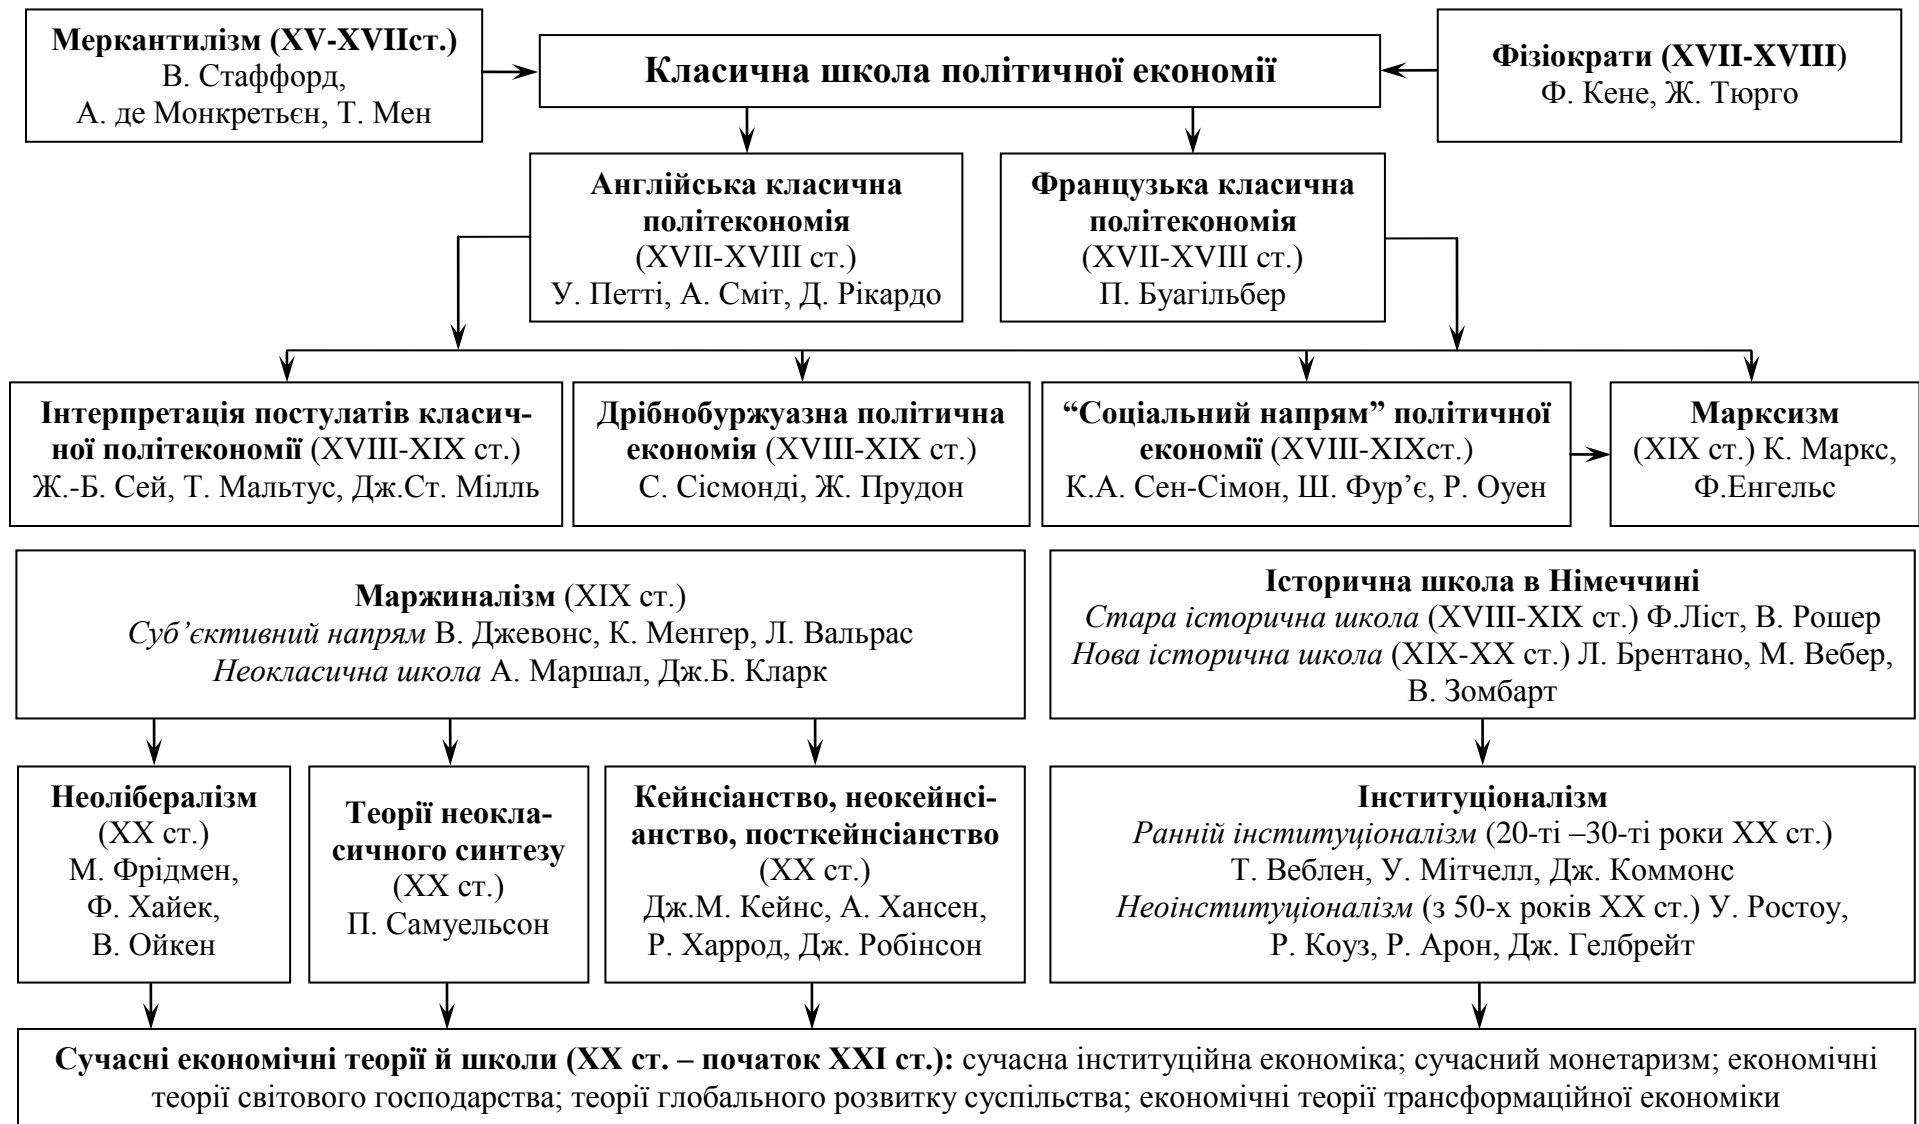 Меркантилізм (XV-XVIIст.)
В. Стаффорд,
А. де Монкретьєн, Т. Мен
Класична школа політичної економії
Фізіократи (XVII-XVIII)
Ф. Кене, Ж. Тюрго
Англійська класична
політекономія
(XVII-XVIII ст.)
У. Петті, А. Сміт, Д. Рікардо
Французька класична
політекономія
(XVII-XVIII ст.)
П. Буагільбер
Інтерпретація постулатів класич-
ної політекономії (XVIII-XIX ст.)
Ж.-Б. Сей, Т. Мальтус, Дж.Ст. Мілль
Дрібнобуржуазна політична
економія (XVIII-XIX ст.)
С. Сісмонді, Ж. Прудон
“Соціальний напрям” політичної
економії (XVIII-XIXст.)
К.А. Сен-Сімон, Ш. Фур’є, Р. Оуен
Марксизм
(XIX ст.) К. Маркс,
Ф.Енгельс
Маржиналізм (XIX ст.)
Суб’єктивний напрям В. Джевонс, К. Менгер, Л. Вальрас
Неокласична школа А. Маршал, Дж.Б. Кларк
Історична школа в Німеччині
Стара історична школа (XVIII-XIX ст.) Ф.Ліст, В. Рошер
Нова історична школа (XIX-XX ст.) Л. Брентано, М. Вебер,
В. Зомбарт
Неолібералізм
(XX ст.)
М. Фрідмен,
Ф. Хайек,
В. Ойкен
Теорії неокла-
сичного синтезу
(XX ст.)
П. Самуельсон
Кейнсіанство, неокейнсі-
анство, посткейнсіанство
(XX ст.)
Дж.М. Кейнс, А. Хансен,
Р. Харрод, Дж. Робінсон
Інституціоналізм
Ранній інституціоналізм (20-ті –30-ті роки XX ст.)
Т. Веблен, У. Мітчелл, Дж. Коммонс
Неоінституціоналізм (з 50-х років XX ст.) У. Ростоу,
Р. Коуз, Р. Арон, Дж. Гелбрейт
Сучасні економічні теорії й школи (XX ст. – початок XXI ст.): сучасна інституційна економіка; сучасний монетаризм; економічні
теорії світового господарства; теорії глобального розвитку суспільства; економічні теорії трансформаційної економіки